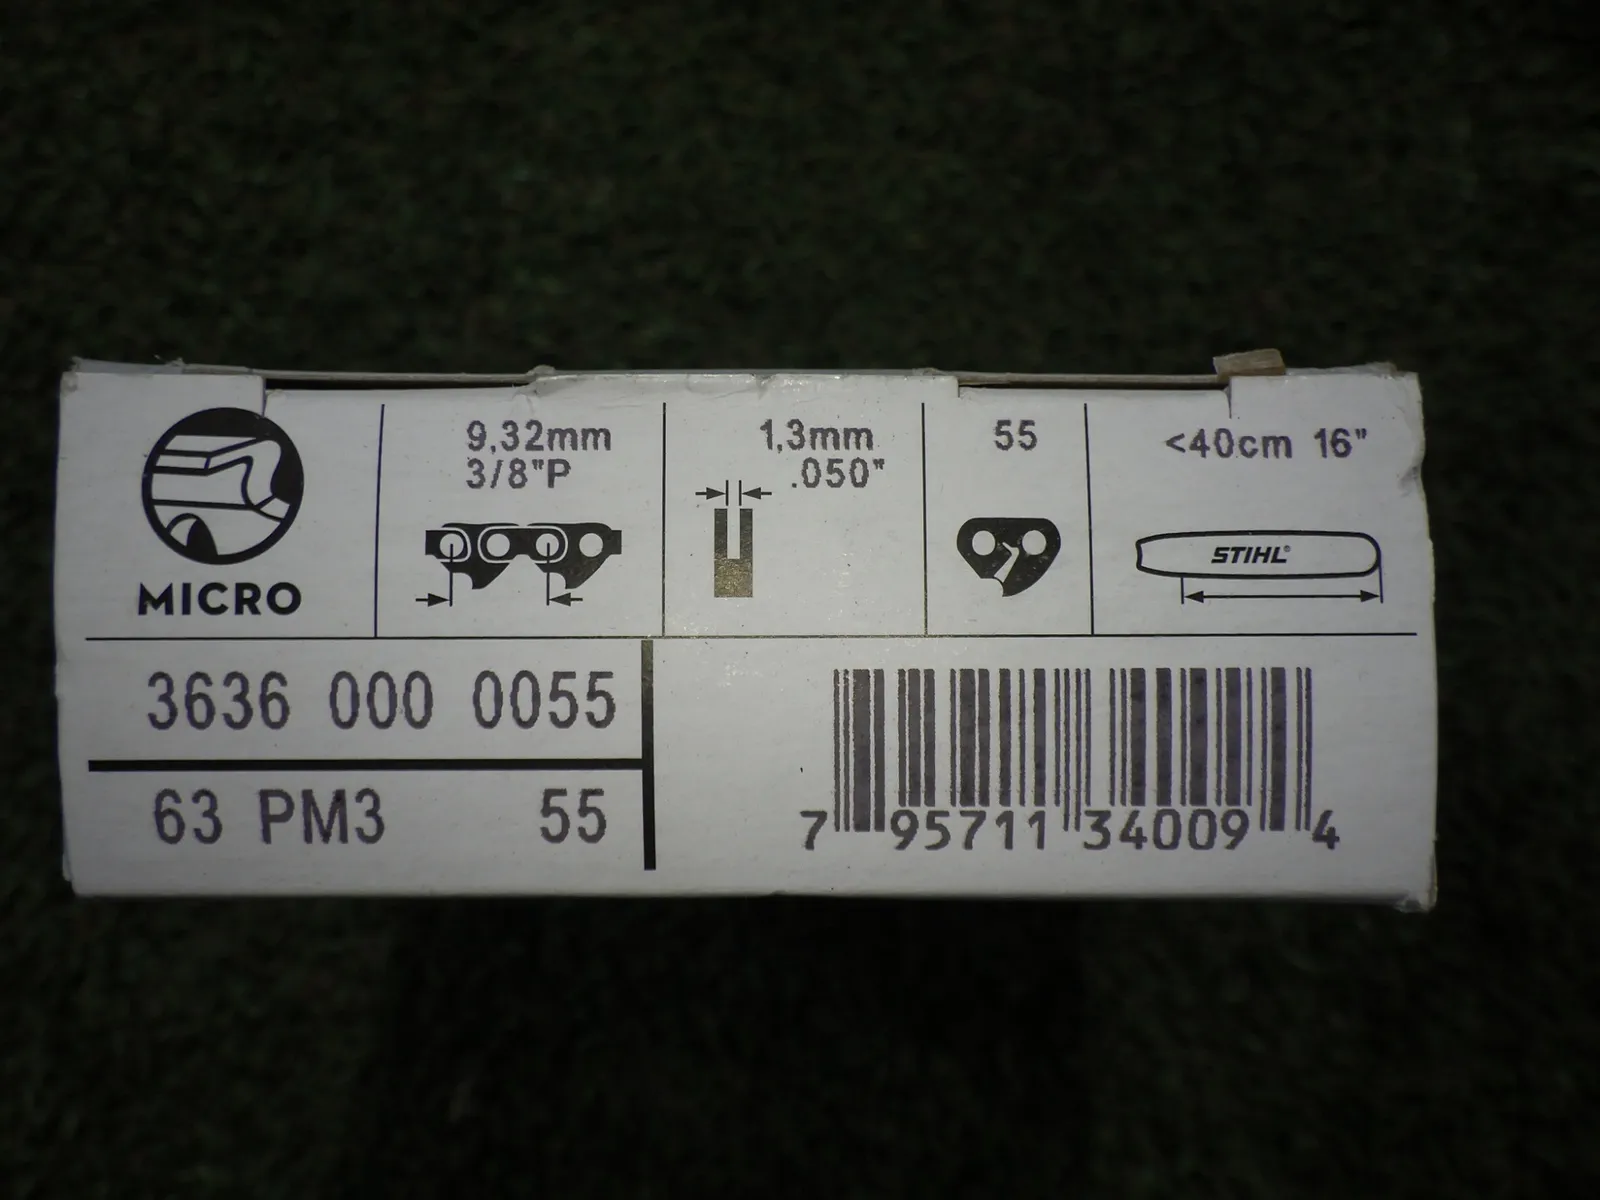 MICRO
9,32mm
3/8"P
1,3mm
.050"
55
<40cm 16"
STIHL®
3636 000 0055
63 PM3 55
7 95711 34009 4